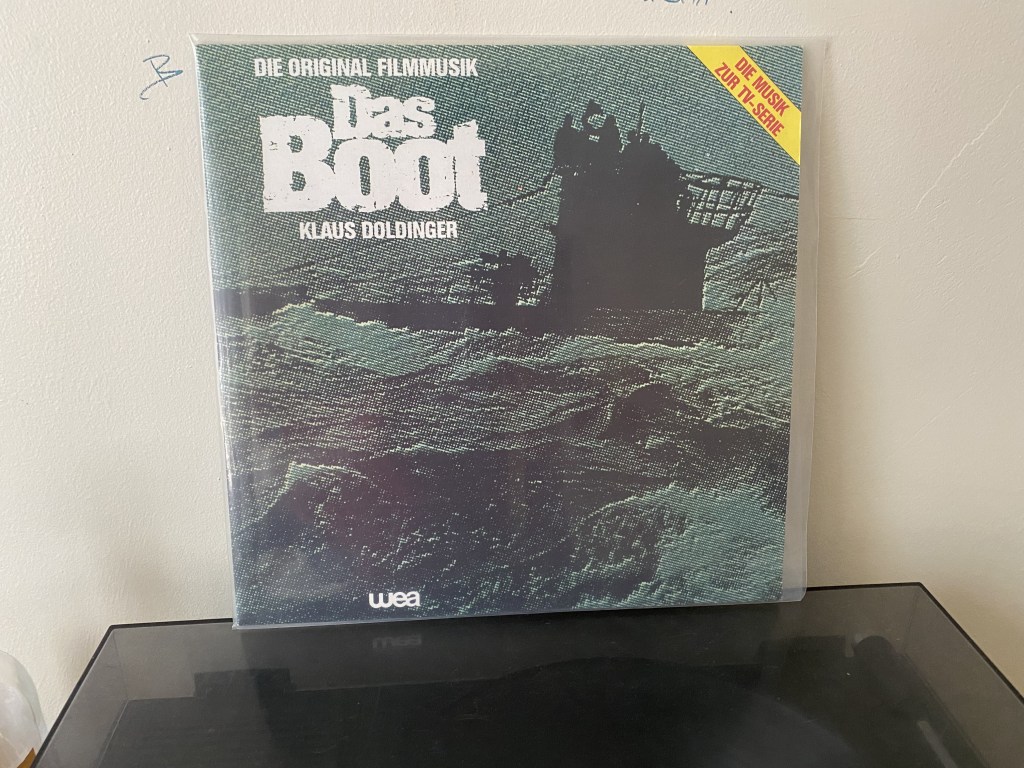 DIE ORIGINAL FILMMUSIK
Das
Boot
KLAUS DOLDINGER
DIE MUSIK
ZUR TV-SERIE
wea